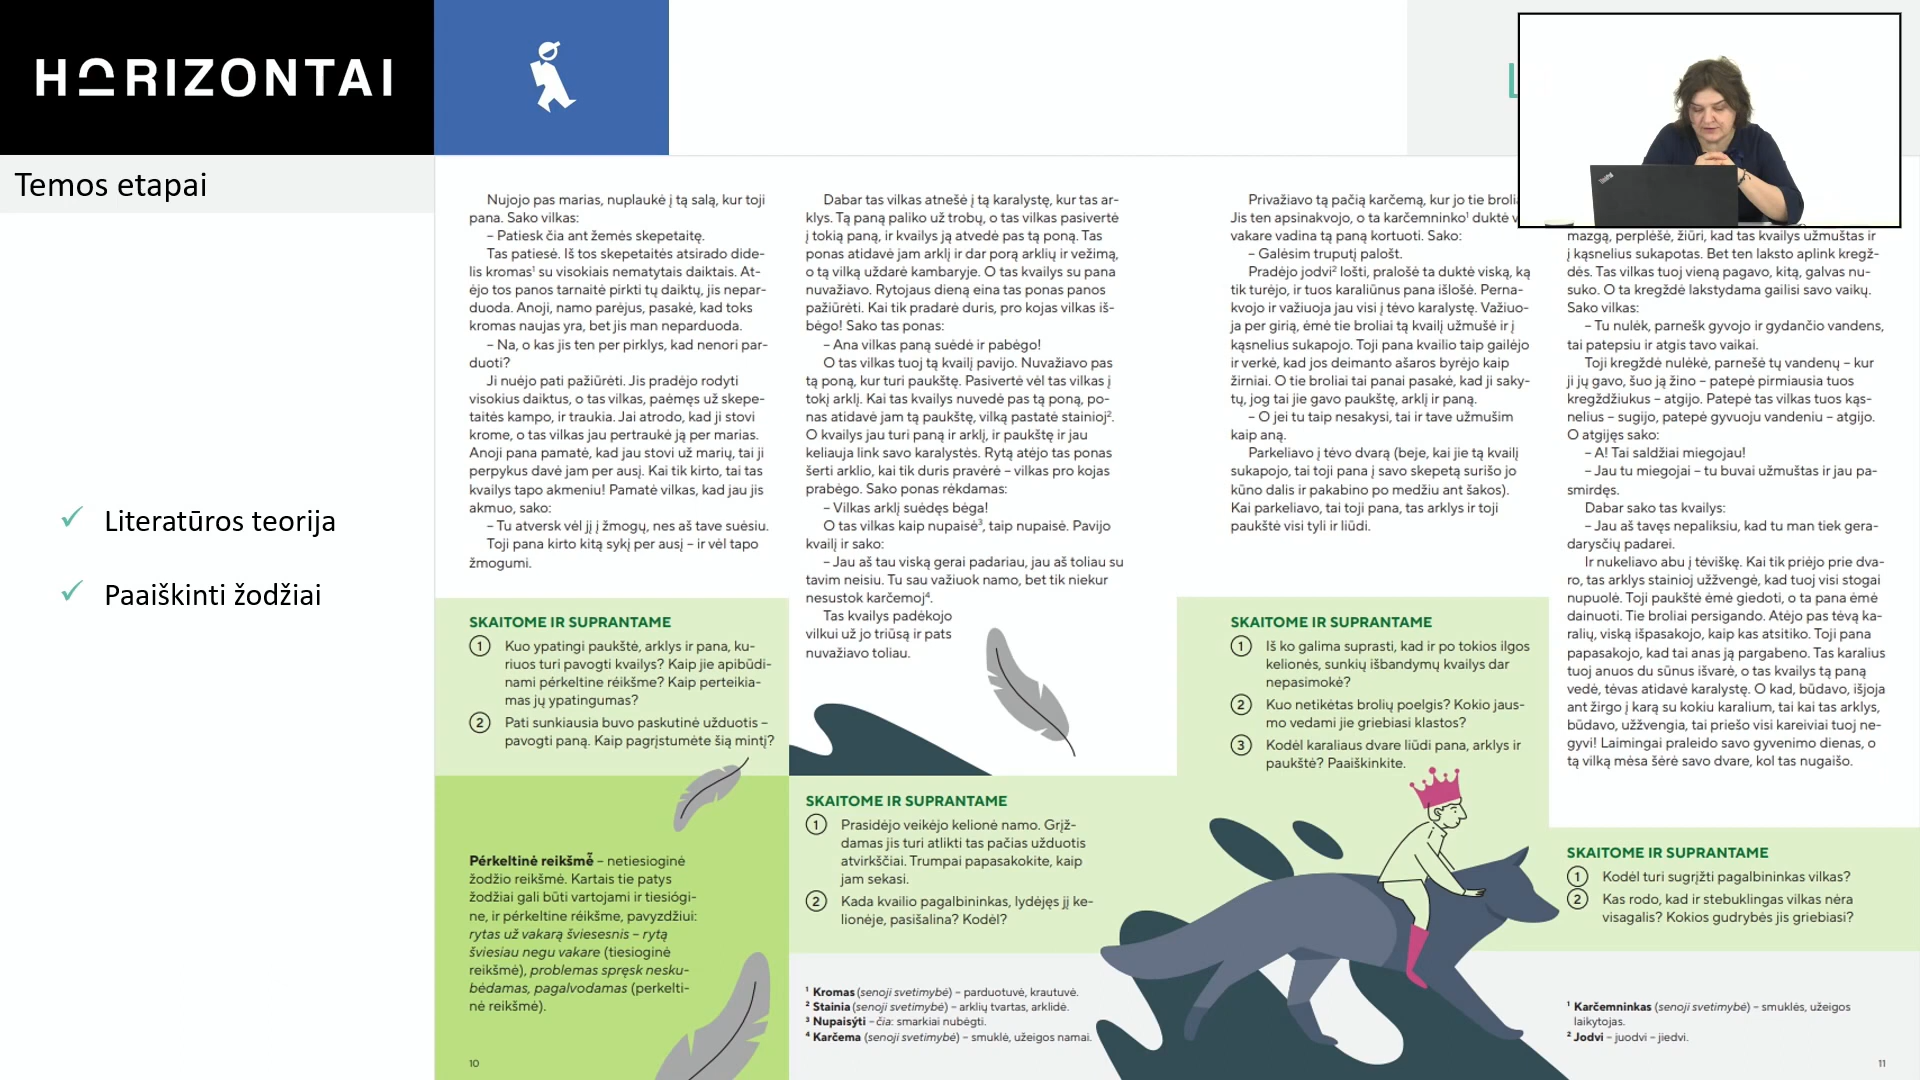 HORIZONTAI
Temos etapai
Literatūros teorija
Paaiškinti žodžiai
Nujojo pas marias, nuplaukė į tą salą, kur toji
pana. Sako vilkas:
– Patiesk čia ant žemės skepetaitę.
Tas patiesė. Iš tos skepetaitės atsirado dide-
lis kromas¹ su visokiais nematytais daiktais. At-
ėjo tos panos tarnaitė pirkti tų daiktų, jis nepar-
duoda. Anoji, namo parėjus, pasakė, kad toks
kromas naujas yra, bet jis man neparduoda.
– Na, o kas jis ten per pirklys, kad nenori par-
duoti?
Ji nuėjo pati pažiūrėti. Jis pradėjo rodyti
visokius daiktus, o tas vilkas, paėmęs už skepe-
taitės kampo, ir traukia. Jai atrodo, kad ji stovi
krome, o tas vilkas jau pertraukė ją per marias.
Anoji pana pamatė, kad jau stovi už marių, tai ji
perpykus davė jam per ausį. Kai tik kirto, tai tas
kvailys tapo akmeniu! Pamatė vilkas, kad jau jis
akmuo, sako:
– Tu atversk vėl jį į žmogų, nes aš tave suėsiu.
Toji pana kirto kitą sykį per ausį – ir vėl tapo
žmogumi.
SKAITOME IR SUPRANTAME
1 Kuo ypatingi paukštė, arklys ir pana, ku-
riuos turi pavogti kvailys? Kaip jie apibūdi-
nami pérkeltine réikšme? Kaip perteikia-
mas jų ypatingumas?
2 Pati sunkiausia buvo paskutinė užduotis –
pavogti paną. Kaip pagrįstumėte šią mintį?
Pérkeltinė reikšmė̃ – netiesioginė
žodžio reikšmė. Kartais tie patys
žodžiai gali būti vartojami ir tiesiógi-
ne, ir pérkeltine réikšme, pavyzdžiui:
rytas už vakarą šviesesnis – rytą
šviesiau negu vakare (tiesioginė
reikšmė), problemas spręsk nesku-
bėdamas, pagalvodamas (perkelti-
nė reikšmė).
10
Dabar tas vilkas atnešė į tą karalystę, kur tas ar-
klys. Tą paną paliko už trobų, o tas vilkas pasivertė
į tokią paną, ir kvailys ją atvedė pas tą poną. Tas
ponas atidavė jam arklį ir dar porą arklių ir vežimą,
o tą vilką uždarė kambaryje. O tas kvailys su pana
nuvažiavo. Rytojaus dieną eina tas ponas panos
pažiūrėti. Kai tik pradarė duris, pro kojas vilkas iš-
bėgo! Sako tas ponas:
– Ana vilkas paną suėdė ir pabėgo!
O tas vilkas tuoj tą kvailį pavijo. Nuvažiavo pas
tą poną, kur turi paukštę. Pasivertė vėl tas vilkas į
tokį arklį. Kai tas kvailys nuvedė pas tą poną, po-
nas atidavė jam tą paukštę, vilką pastatė stainioj².
O kvailys jau turi paną ir arklį, ir paukštę ir jau
keliauja link savo karalystės. Rytą atėjo tas ponas
šerti arklio, kai tik duris pravėrė – vilkas pro kojas
prabėgo. Sako ponas rėkdamas:
– Vilkas arklį suėdęs bėga!
O tas vilkas kaip nupaisė³, taip nupaisė. Pavijo
kvailį ir sako:
– Jau aš tau viską gerai padariau, jau aš toliau su
tavim neisiu. Tu sau važiuok namo, bet tik niekur
nesustok karčemoj⁴.
Tas kvailys padėkojo
vilkui už jo triūsą ir pats
nuvažiavo toliau.
SKAITOME IR SUPRANTAME
1 Prasidėjo veikėjo kelionė namo. Grįž-
damas jis turi atlikti tas pačias užduotis
atvirkščiai. Trumpai papasakokite, kaip
jam sekasi.
2 Kada kvailio pagalbininkas, lydėjęs jį ke-
lionėje, pasišalina? Kodėl?
¹ Kromas (senoji svetimybė) – parduotuvė, krautuvė.
² Stainia (senoji svetimybė) – arklių tvartas, arklidė.
³ Nupaisýti – čia: smarkiai nubėgti.
⁴ Karčema (senoji svetimybė) – smuklė, užeigos namai.
Privažiavo tą pačią karčemą, kur jo tie
Jis ten apsinakvojo, o ta karčemninko¹ duktė
vakare vadina tą paną kortuoti. Sako:
– Galėsim truputį palošt.
Pradėjo jodvi² lošti, pralošė ta duktė viską, ką
tik turėjo, ir tuos karaliūnus pana išlošė. Perna-
kvojo ir važiuoja jau visi į tėvo karalystę. Važiuo-
ja per girią, ėmė tie broliai tą kvailį užmušė ir į
kąsnelius sukapojo. Toji pana kvailio taip gailėjo
ir verkė, kad jos deimanto ašaros byrėjo kaip
žirniai. O tie broliai tai panai pasakė, kad ji saky-
tų, jog tai jie gavo paukštę, arklį ir paną.
– O jei tu taip nesakysi, tai ir tave užmušim
kaip aną.
Parkeliavo į tėvo dvarą (beje, kai jie tą kvailį
sukapojo, tai toji pana į savo skepetą surišo jo
kūno dalis ir pakabino po medžiu ant šakos).
Kai parkeliavo, tai toji pana, tas arklys ir toji
paukštė visi tyli ir liūdi.
SKAITOME IR SUPRANTAME
1 Iš ko galima suprasti, kad ir po tokios ilgos
kelionės, sunkių išbandymų kvailys dar
nepasimokė?
2 Kuo netikėtas brolių poelgis? Kokio jaus-
mo vedami jie griebiasi klastos?
3 Kodėl karaliaus dvare liūdi pana, arklys ir
paukštė? Paaiškinkite.
mazgą, perplėšė, žiūri, kad tas kvailys užmuštas ir
į kąsnelius sukapotas. Bet ten laksto aplink kregž-
dės. Tas vilkas tuoj vieną pagavo, kitą, galvas nu-
suko. O ta kregždė lakstydama gailisi savo vaikų.
Sako vilkas:
– Tu nulėk, parnešk gyvojo ir gydančio vandens,
tai patepsiu ir atgis tavo vaikai.
Toji kregždė nulėkė, parnešė tų vandenų – kur
ji jų gavo, šuo ją žino – patepė pirmiausia tuos
kregždžiukus – atgijo. Patepė tas vilkas tuos kąs-
nelius – sugijo, patepė gyvuoju vandeniu – atgijo.
O atgijęs sako:
– A! Tai saldžiai miegojau!
– Jau tu miegojai – tu buvai užmuštas ir jau pa-
smirdęs.
Dabar sako tas kvailys:
– Jau aš tavęs nepaliksiu, kad tu man tiek gera-
darysčių padarei.
Ir nukeliavo abu į tėviškę. Kai tik priėjo prie dva-
ro, tas arklys stainioj užžvengė, kad tuoj visi stogai
nupuolė. Toji paukštė ėmė giedoti, o ta pana ėmė
dainuoti. Tie broliai persigando. Atėjo pas tėvą ka-
ralių, viską išpasakojo, kaip kas atsitiko. Toji pana
papasakojo, kad tai anas ją pargabeno. Tas karalius
tuoj anuos du sūnus išvarė, o tas kvailys tą paną
vedė, tėvas atidavė karalystę. O kad, būdavo, išjoja
ant žirgo į karą su kokiu karalium, tai kai tas arklys,
būdavo, užžvengia, tai priešo visi kareiviai tuoj ne-
gyvi! Laimingai praleido savo gyvenimo dienas, o
tą vilką mėsa šėrė savo dvare, kol tas nugaišo.
SKAITOME IR SUPRANTAME
1 Kodėl turi sugrįžti pagalbininkas vilkas?
2 Kas rodo, kad ir stebuklingas vilkas nėra
visagalis? Kokios gudrybės jis griebiasi?
¹ Karčemninkas (senoji svetimybė) – smuklės, užeigos
laikytojas.
² Jodvi – juodvi – jiedvi.
11